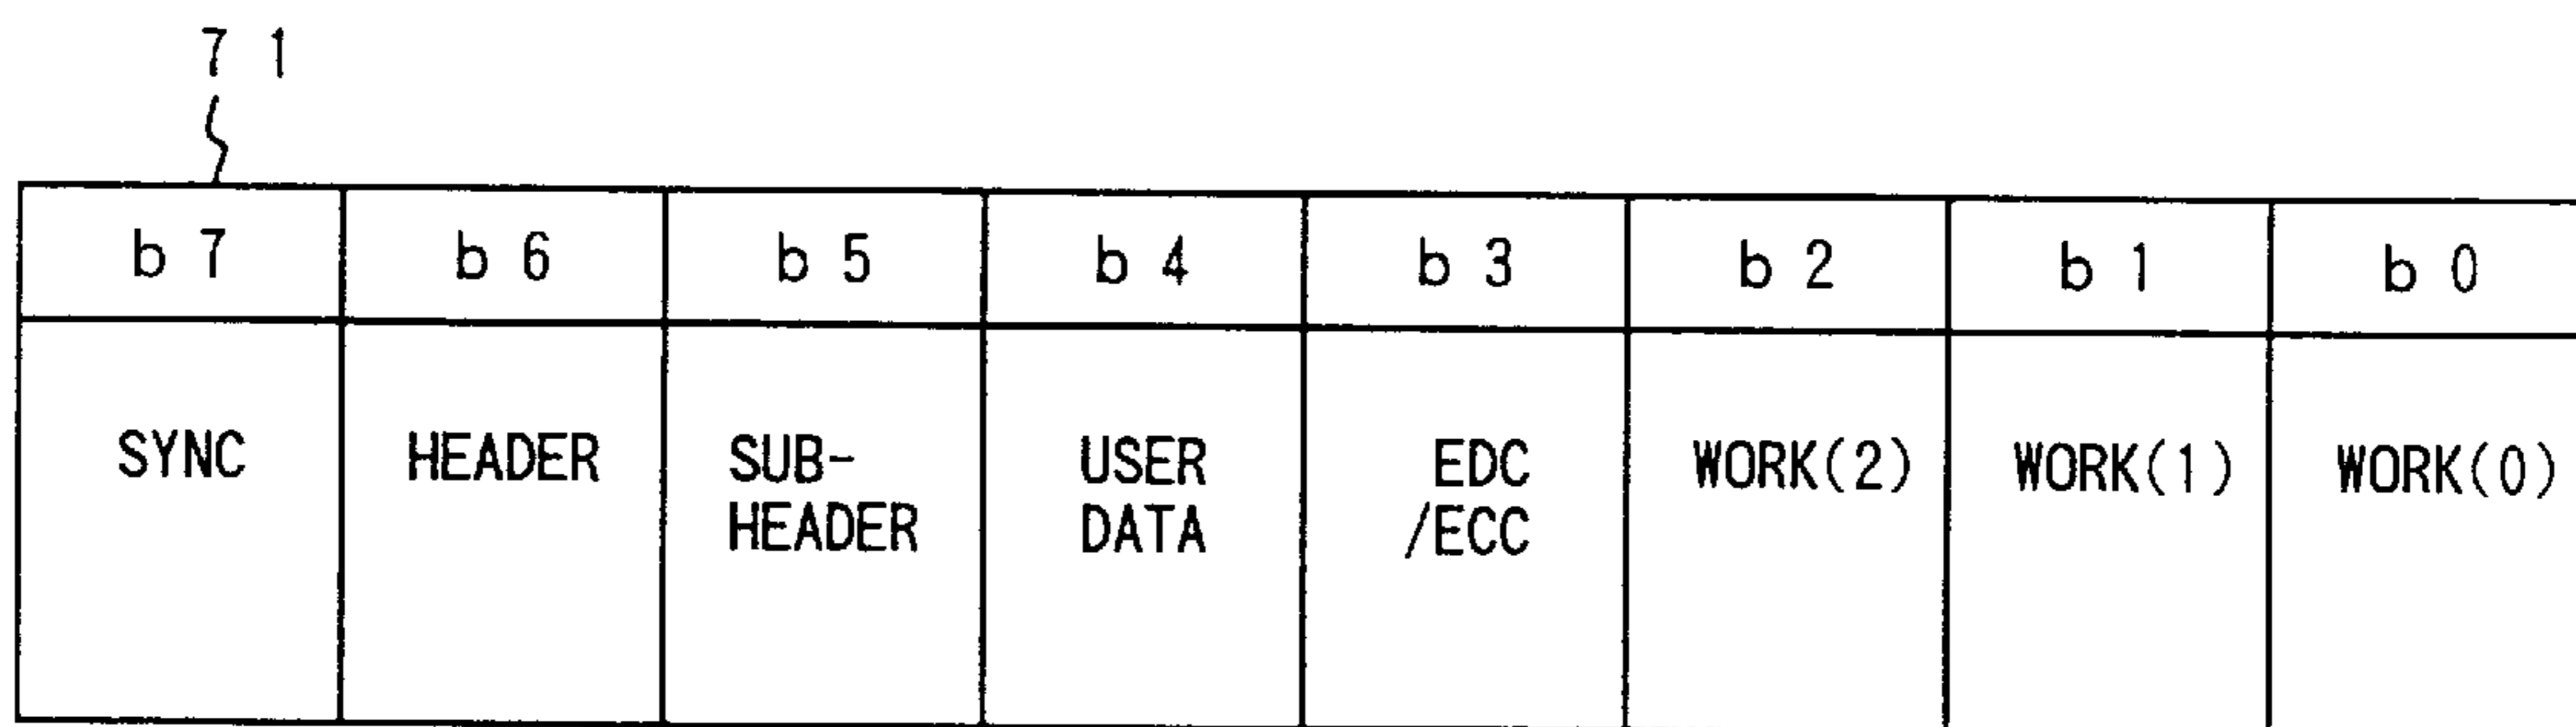 7 1
b 7 b 6 b 5 b 4 b 3 b 2 b 1 b 0
SYNC HEADER SUB- USER EDC WORK(2) WORK(1) WORK(0)
HEADER DATA /ECC